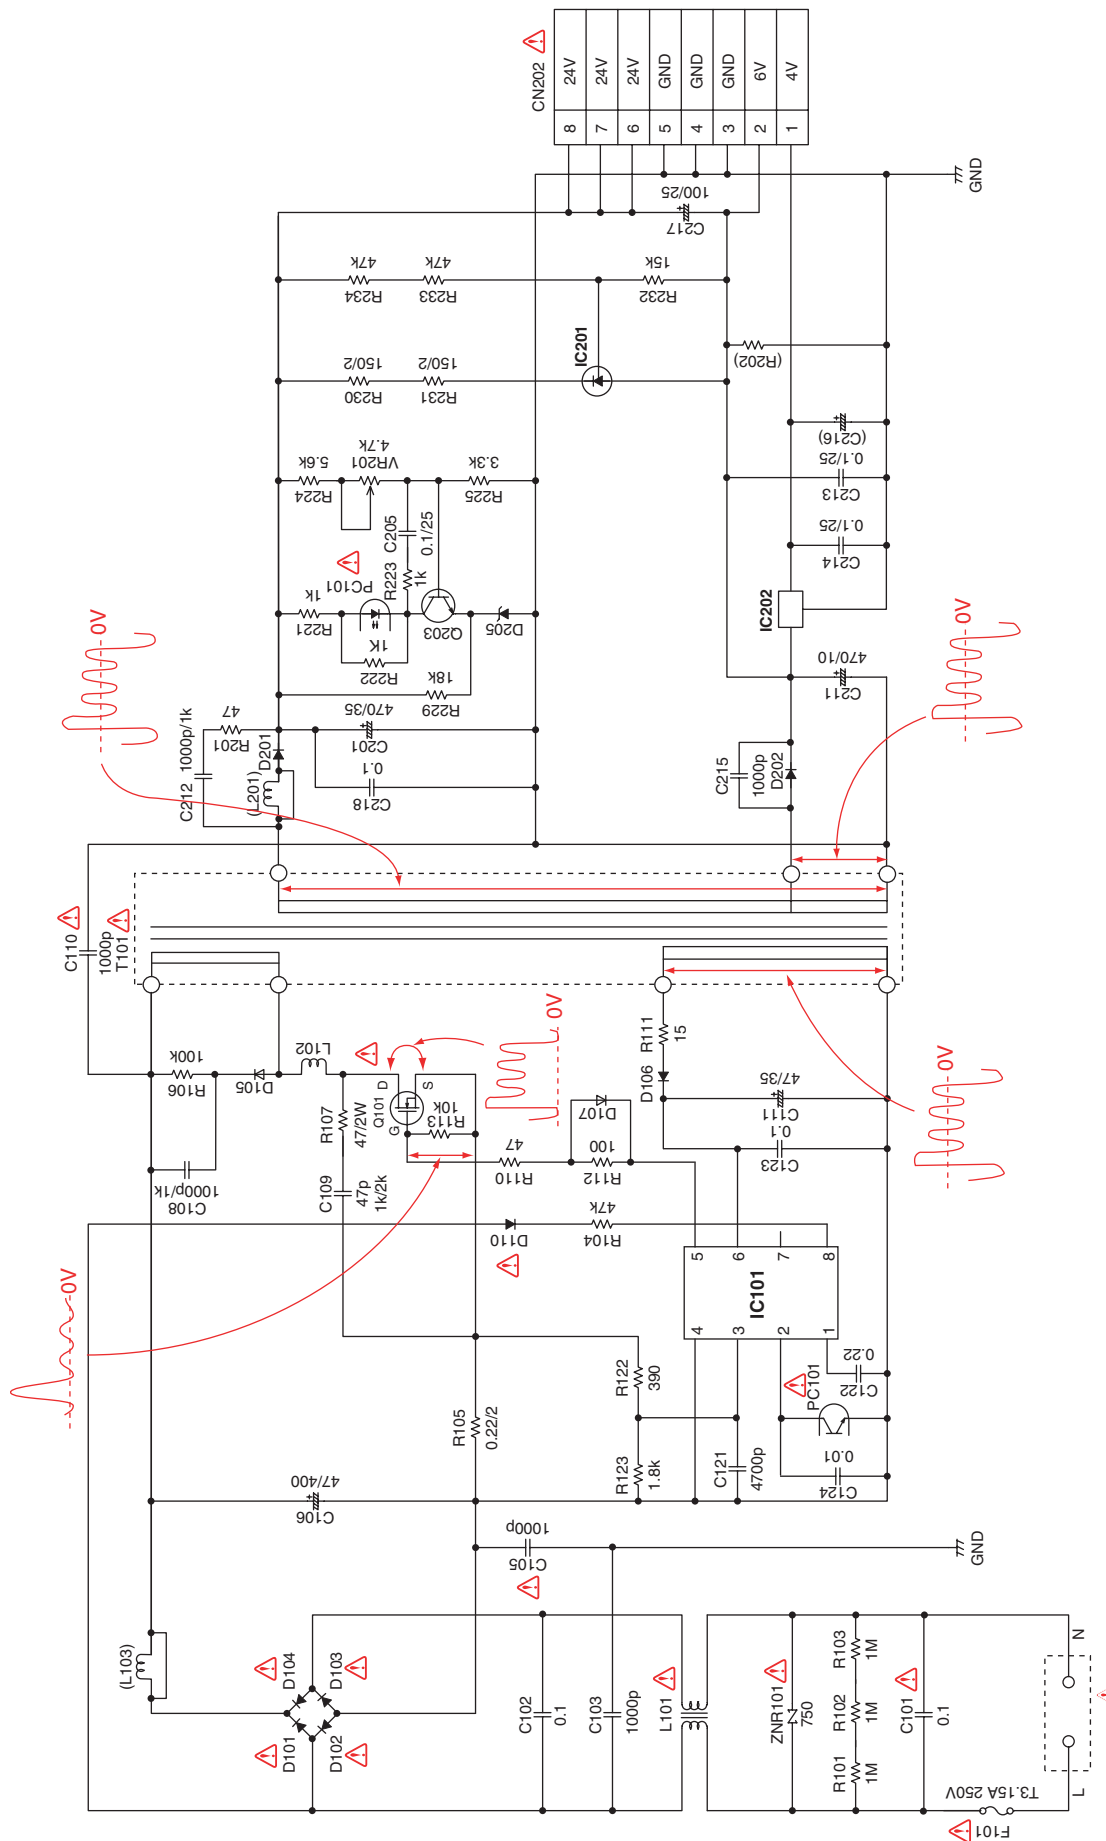 CN202
8 24V
7 24V
6 24V
5 GND
4 GND
3 GND
2 6V
1 4V
GND
100/25
C217
47k
R234
47k
R233
15k
R232
IC201
(R202)
150/2
R230
150/2
R231
(C216)
0.1/25
C213
0.1/25
C214
5.6k
R224
4.7k
VR201
3.3k
R225
C205
0.1/25
R223
1k
PC101
1k
R221
1K
R222
Q203
D205
18k
R229
IC202
470/10
C211
0V
0V
47
R201
1000p/1k
C212
D201
(L201)
470/35
C201
0.1
C218
C215
1000p
D202
C110
1000p
T101
100k
R106
D105
L102
1000p/1k
C108
R107
47/2W
C109
47p
1k/2k
Q101
D
S
G
10k
R113
0V
47
R110
100
R112
D107
R111
15
D106
47/35
C111
0.1
C123
0V
D110
47k
R104
IC101
5
6
7
8
4
3
2
1
0V
R105
0.22/2
R122
390
R123
1.8k
C121
4700p
PC101
0.22
C122
0.01
C124
47/400
C106
1000p
C105
GND
(L103)
D104
D103
D101
D102
C102
0.1
C103
1000p
L101
ZNR101
750
R103
1M
R102
1M
R101
1M
C101
0.1
T3.15A 250V
F101
N
L